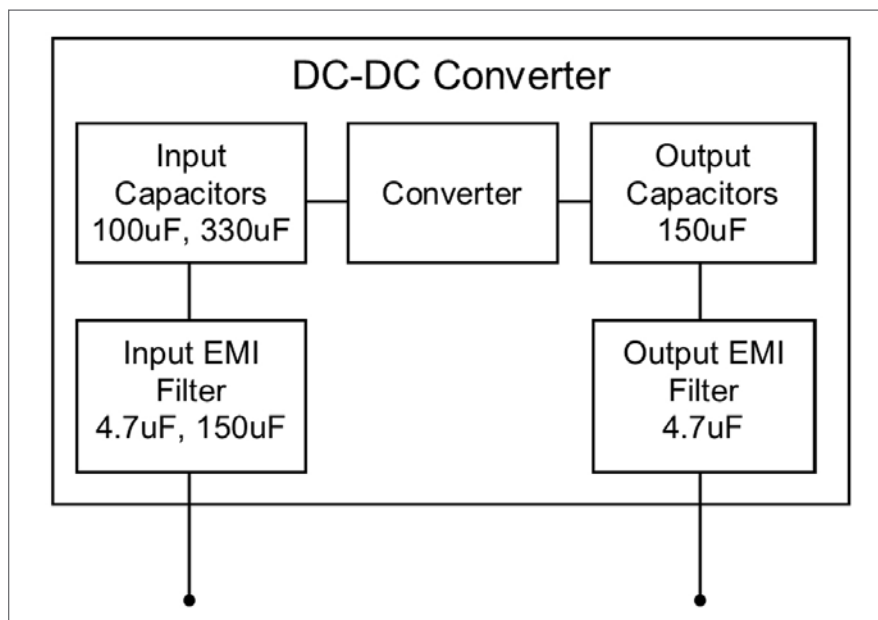 DC-DC Converter
Input
Capacitors
100uF, 330uF
Converter
Output
Capacitors
150uF
Input EMI
Filter
4.7uF, 150uF
Output EMI
Filter
4.7uF